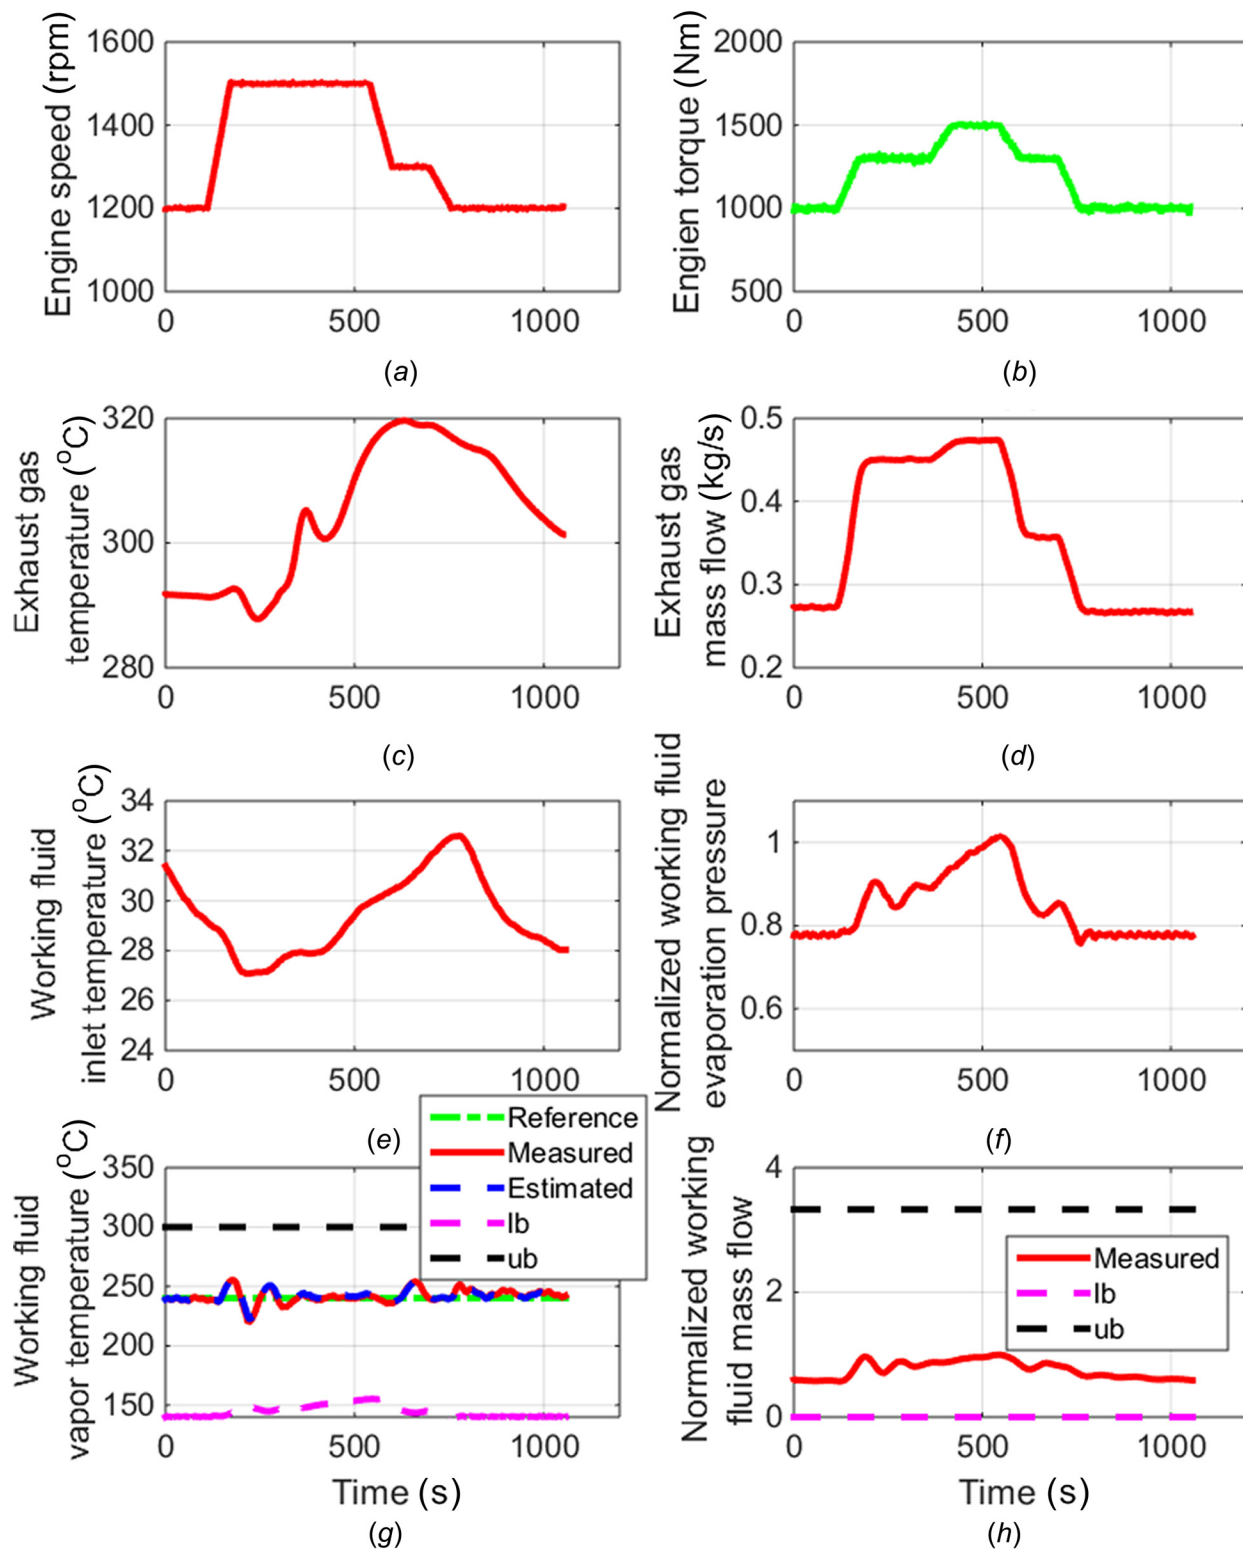 Engine speed (rpm)
1600
1400
1200
1000
0
500
1000
(a)
Engien torque (Nm)
2000
1500
1000
500
0
500
1000
(b)
Exhaust gas
temperature (°C)
320
300
280
0
500
1000
(c)
Exhaust gas
mass flow (kg/s)
0.5
0.4
0.3
0.2
0
500
1000
(d)
Working fluid
inlet temperature (°C)
34
32
30
28
26
24
0
500
1000
(e)
Normalized working fluid
evaporation pressure
1
0.8
0.6
0
500
1000
(f)
Working fluid
vapor temperature (°C)
350
300
250
200
150
0
500
1000
Reference
Measured
Estimated
lb
ub
Time (s)
(g)
Normalized working
fluid mass flow
4
2
0
0
500
1000
Measured
lb
ub
Time (s)
(h)